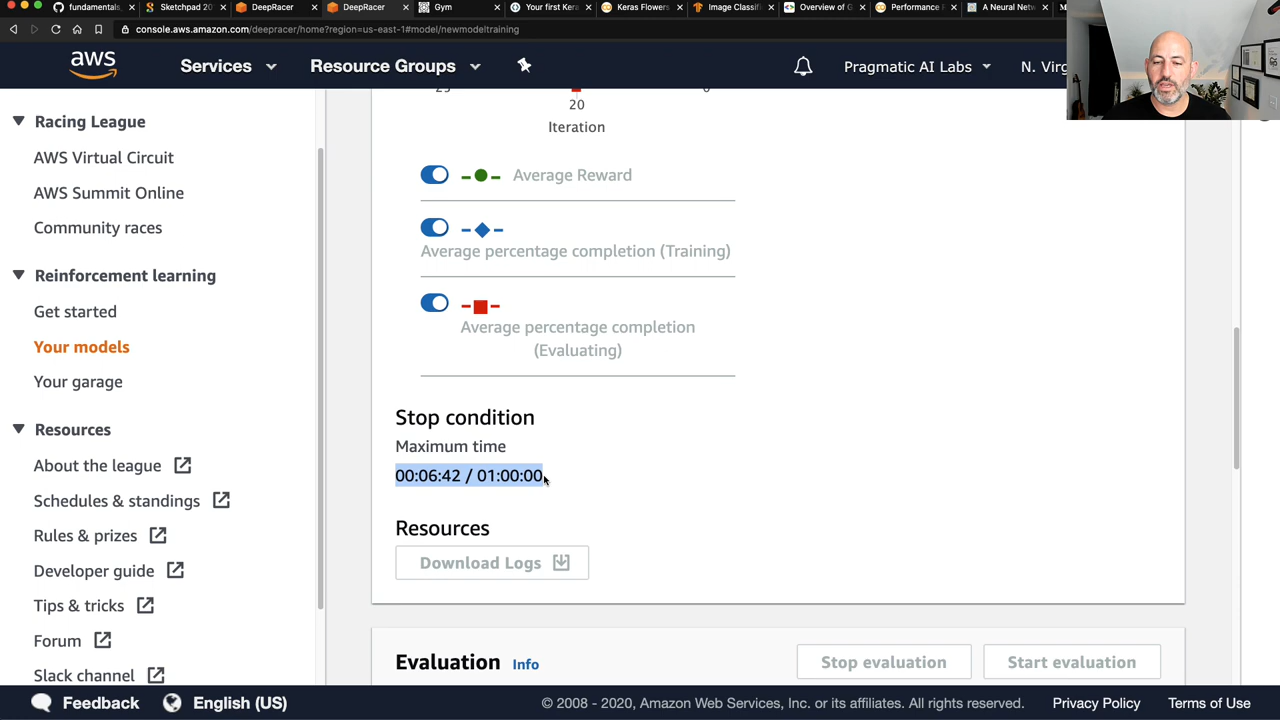 fundamentals,
Sketchpad 20
DeepRacer
DeepRacer
Gym
Your first Kera
Keras Flowers
Image Classifi
Overview of G
Performance F
A Neural Netw
console.aws.amazon.com/deepracer/home?region=us-east-1#model/newmodeltraining
aws
Services
Resource Groups
Pragmatic AI Labs
N. Virg
Racing League
AWS Virtual Circuit
AWS Summit Online
Community races
Reinforcement learning
Get started
Your models
Your garage
Resources
About the league
Schedules & standings
Rules & prizes
Developer guide
Tips & tricks
Forum
Slack channel
20
Iteration
Average Reward
Average percentage completion (Training)
Average percentage completion
(Evaluating)
Stop condition
Maximum time
00:06:42 / 01:00:00
Resources
Download Logs
Evaluation Info
Stop evaluation
Start evaluation
Feedback
English (US)
© 2008 - 2020, Amazon Web Services, Inc. or its affiliates. All rights reserved.
Privacy Policy
Terms of Use